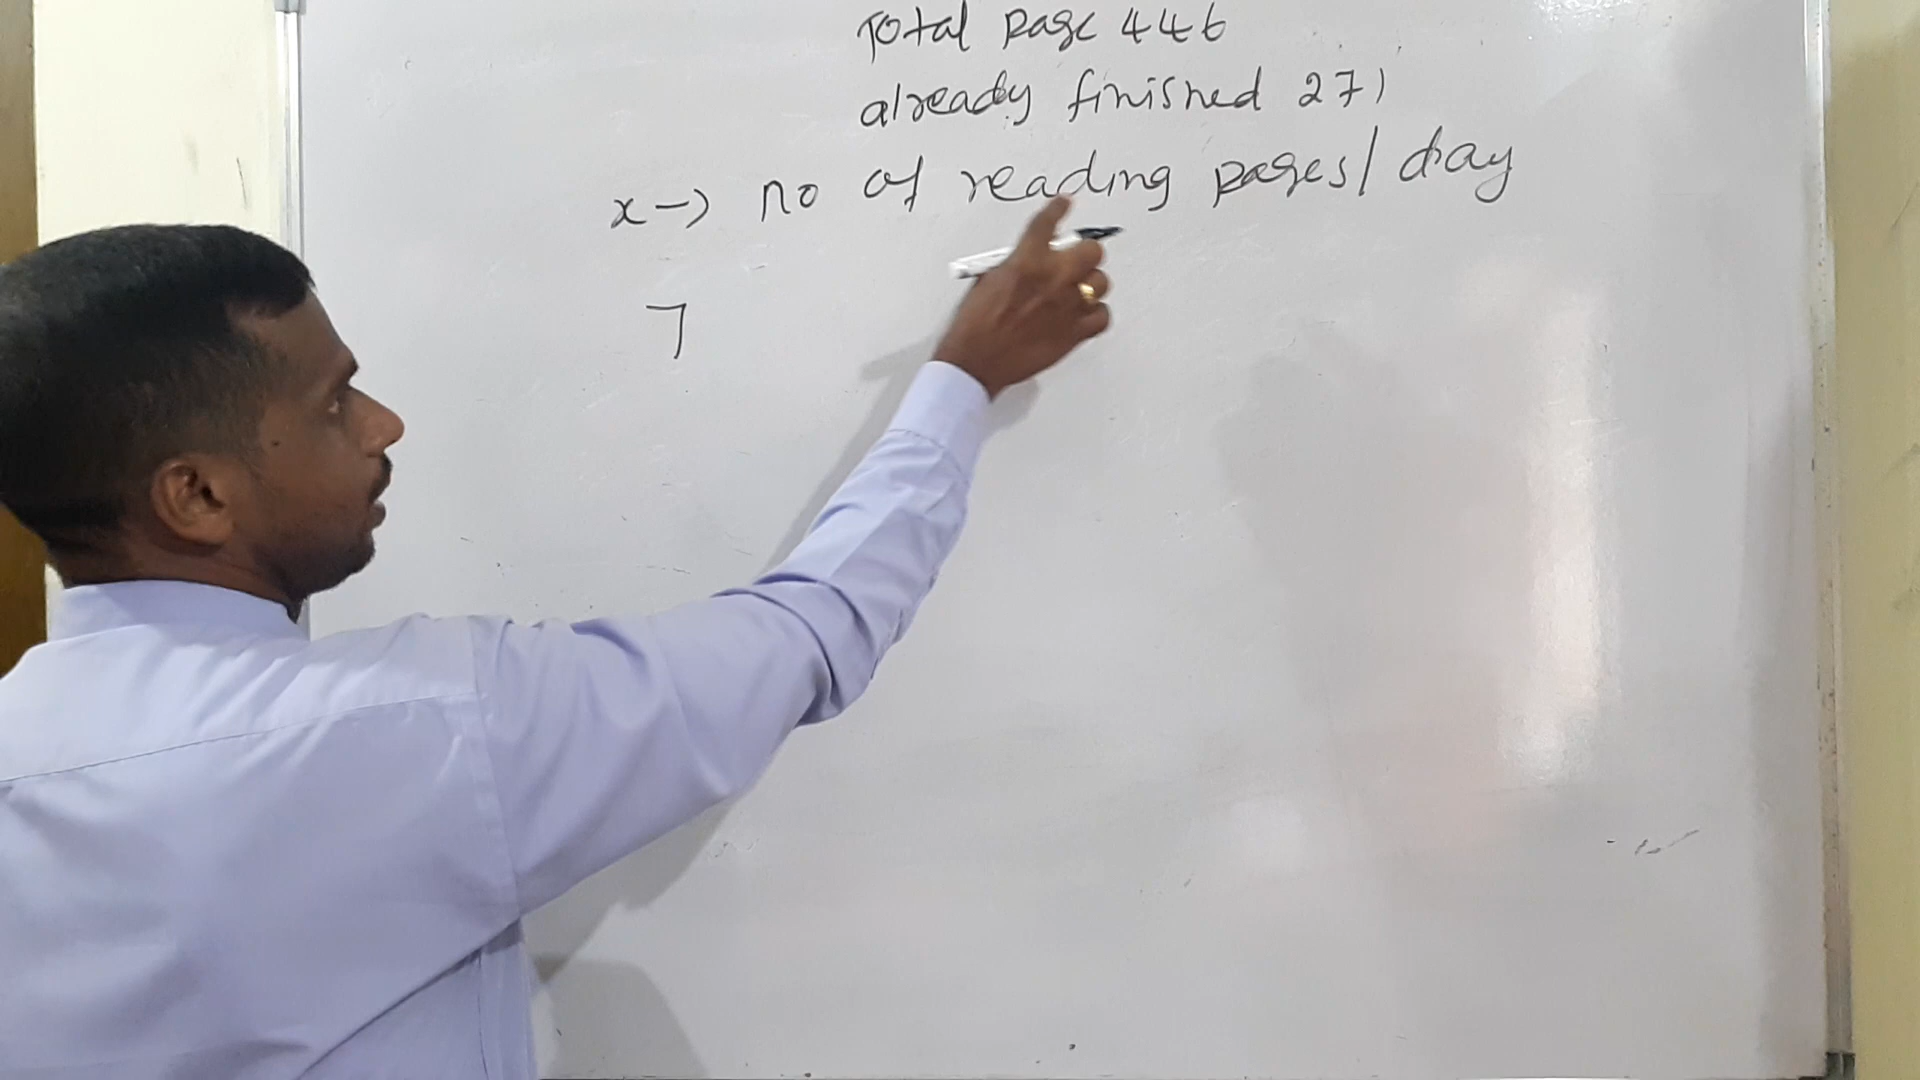 Total page 446
already finished 271
x → no of reading pages/day
7